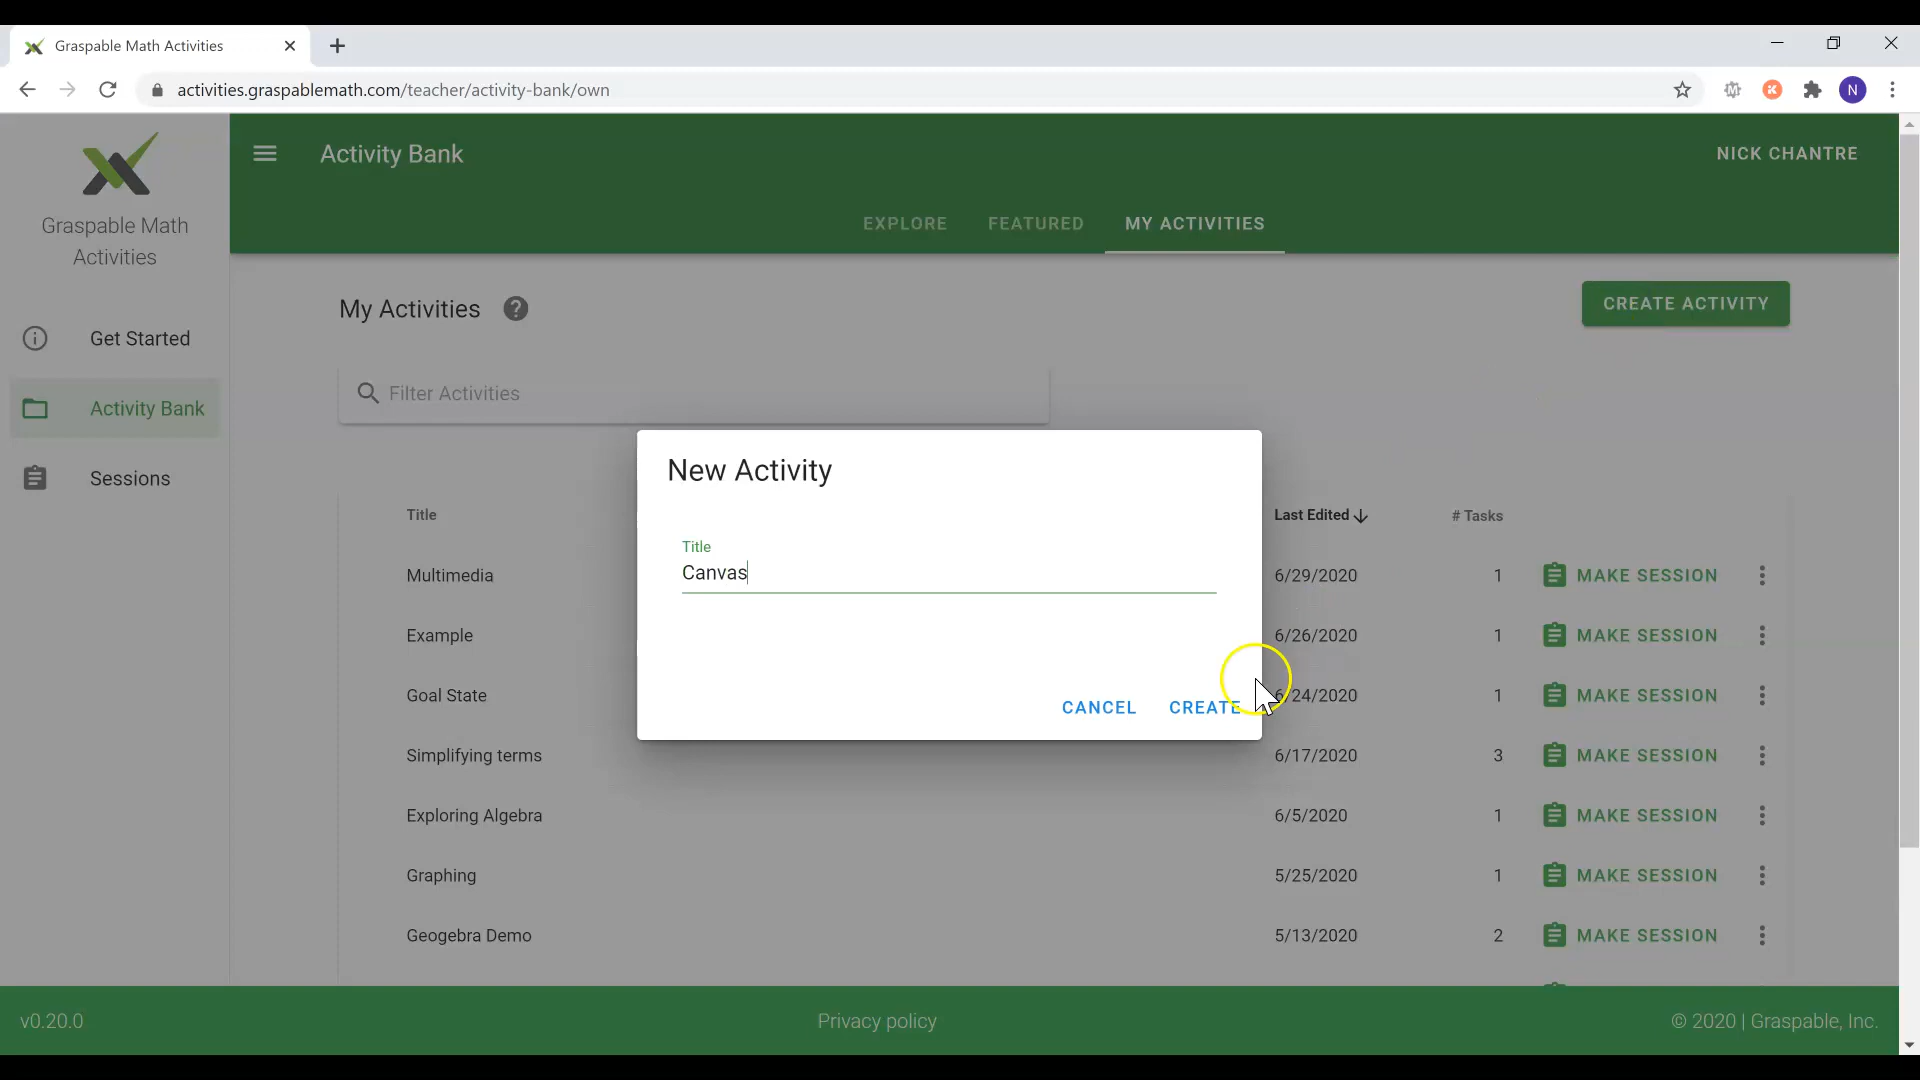 Graspable Math Activities
activities.graspablemath.com/teacher/activity-bank/own
N
Graspable Math
Activities
Activity Bank
NICK CHANTRE
EXPLORE
FEATURED
MY ACTIVITIES
Get Started
Activity Bank
Sessions
My Activities
?
CREATE ACTIVITY
Filter Activities
New Activity
Title
Canvas
CANCEL
CREATE
Title
Last Edited
# Tasks
Multimedia
6/29/2020
1
MAKE SESSION
Example
6/26/2020
1
MAKE SESSION
Goal State
6/24/2020
1
MAKE SESSION
Simplifying terms
6/17/2020
3
MAKE SESSION
Exploring Algebra
6/5/2020
1
MAKE SESSION
Graphing
5/25/2020
1
MAKE SESSION
Geogebra Demo
5/13/2020
2
MAKE SESSION
v0.20.0
Privacy policy
© 2020 | Graspable, Inc.